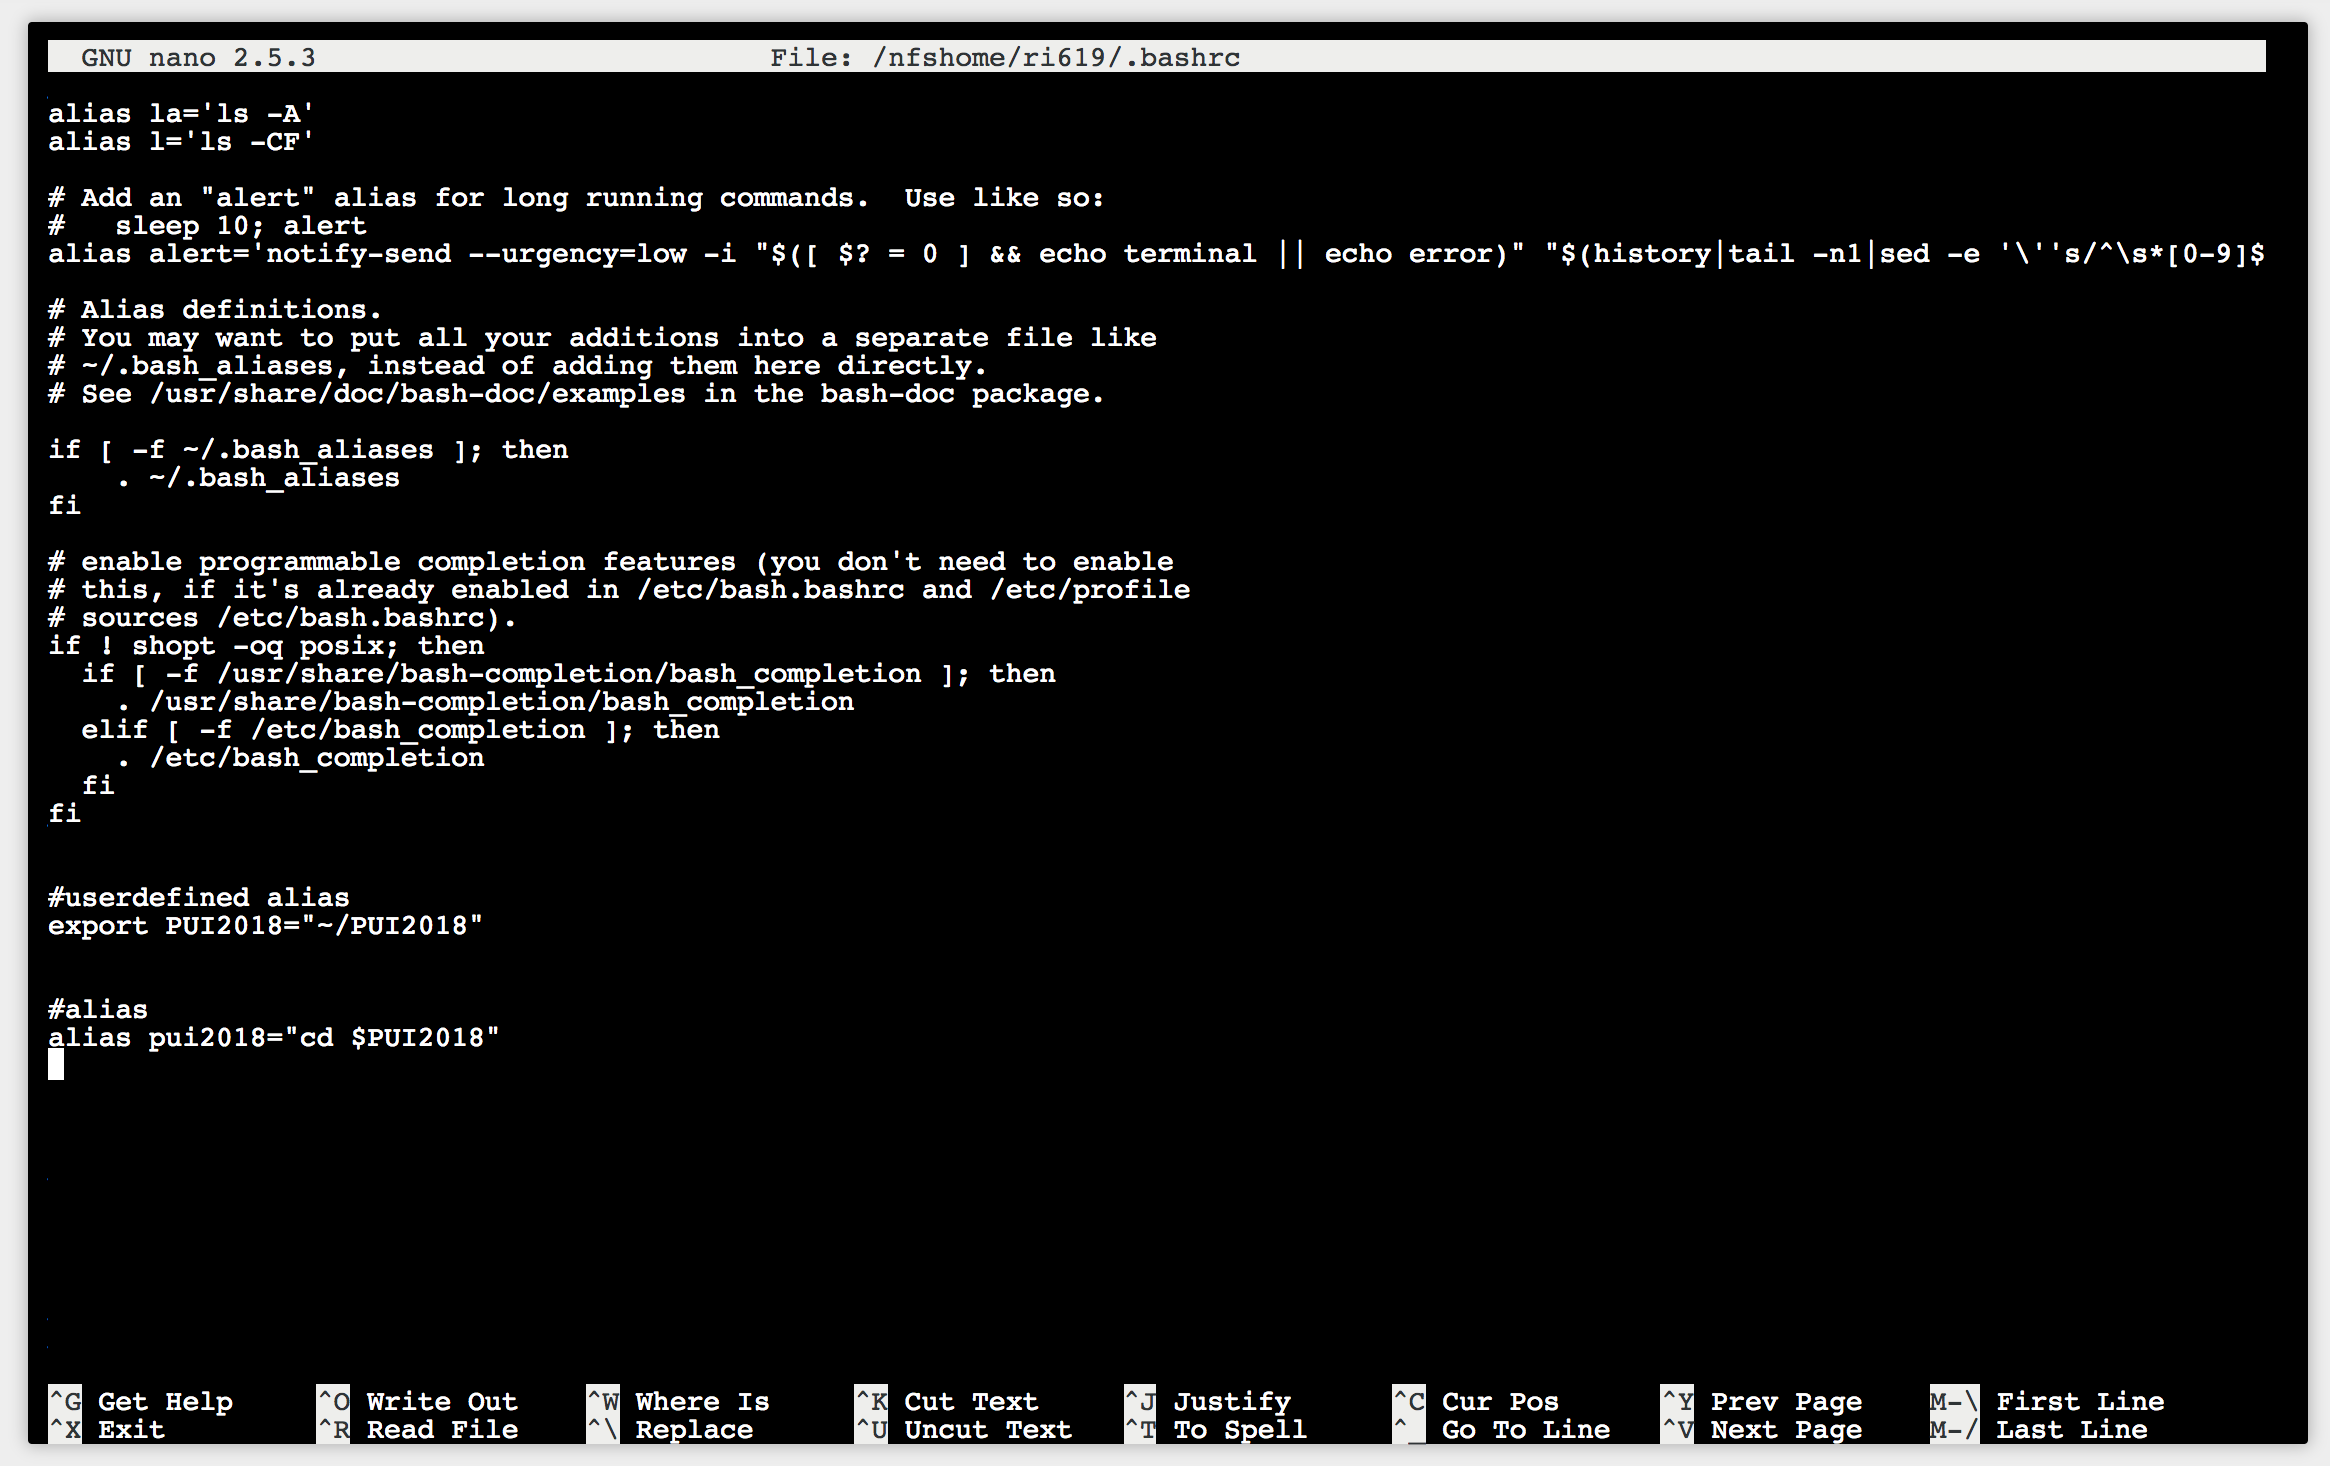 GNU nano 2.5.3 File: /nfshome/ri619/.bashrc
alias la='ls -A'
alias l='ls -CF'
# Add an "alert" alias for long running commands.  Use like so:
#   sleep 10; alert
alias alert='notify-send --urgency=low -i "$([ $? = 0 ] && echo terminal || echo error)" "$(history|tail -n1|sed -e '\''s/^\s*[0-9]$
# Alias definitions.
# You may want to put all your additions into a separate file like
# ~/.bash_aliases, instead of adding them here directly.
# See /usr/share/doc/bash-doc/examples in the bash-doc package.
if [ -f ~/.bash_aliases ]; then
    . ~/.bash_aliases
fi
# enable programmable completion features (you don't need to enable
# this, if it's already enabled in /etc/bash.bashrc and /etc/profile
# sources /etc/bash.bashrc).
if ! shopt -oq posix; then
  if [ -f /usr/share/bash-completion/bash_completion ]; then
    . /usr/share/bash-completion/bash_completion
  elif [ -f /etc/bash_completion ]; then
    . /etc/bash_completion
  fi
fi
#userdefined alias
export PUI2018="~/PUI2018"
#alias
alias pui2018="cd $PUI2018"
^G Get Help ^O Write Out ^W Where Is ^K Cut Text ^J Justify ^C Cur Pos ^Y Prev Page M-\ First Line
^X Exit ^R Read File ^\ Replace ^U Uncut Text ^T To Spell ^_ Go To Line ^V Next Page M-/ Last Line